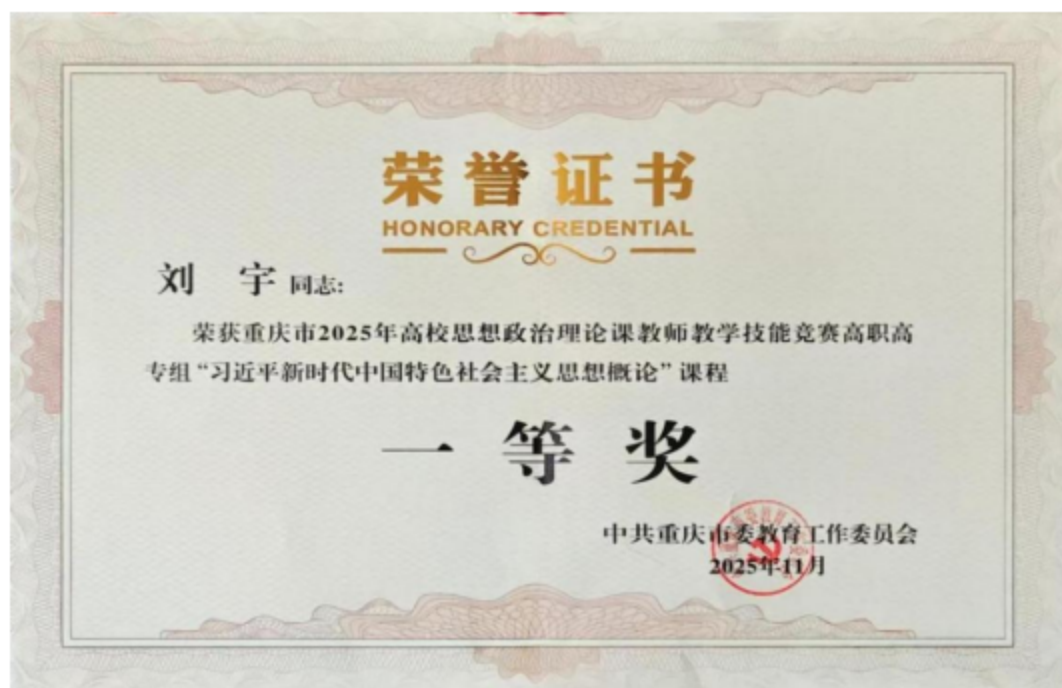 荣誉证书
HONORARY CREDENTIAL
刘 宇 同志:
荣获重庆市2025年高校思想政治理论课教师教学技能竞赛高职高
专组“习近平新时代中国特色社会主义思想概论”课程
一等奖
中共重庆市委教育工作委员会
2025年11月